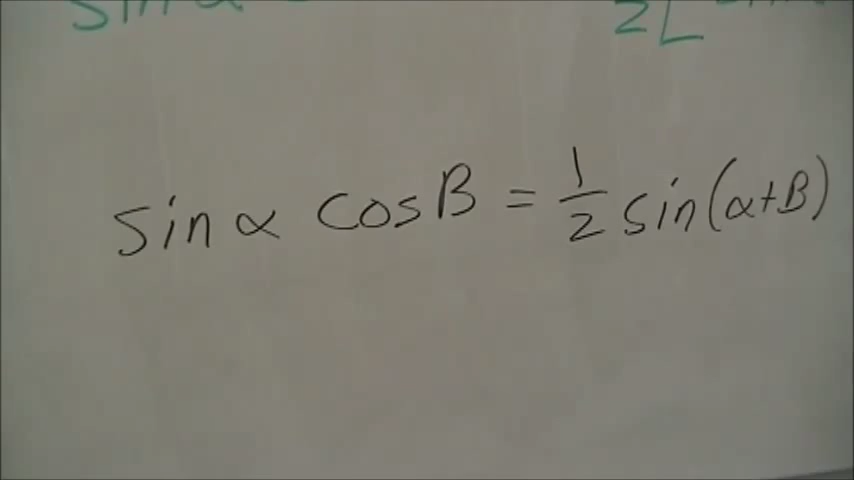 sin α cos B = 1/2 sin(α+B)